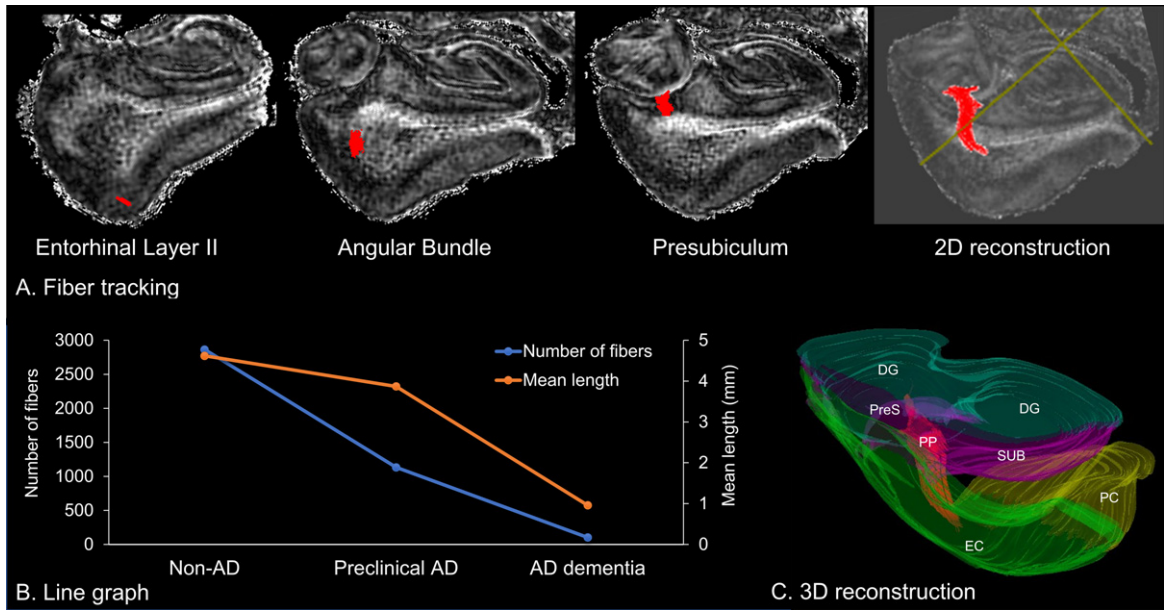 Entorhinal Layer II
Angular Bundle
Presubiculum
2D reconstruction
A. Fiber tracking
3000
2500
2000
1500
1000
500
0
Number of fibers
Number of fibers
Mean length
5
4
3
2
1
0
Mean length (mm)
Non-AD
Preclinical AD
AD dementia
B. Line graph
DG
DG
PreS
PP
SUB
PC
EC
C. 3D reconstruction